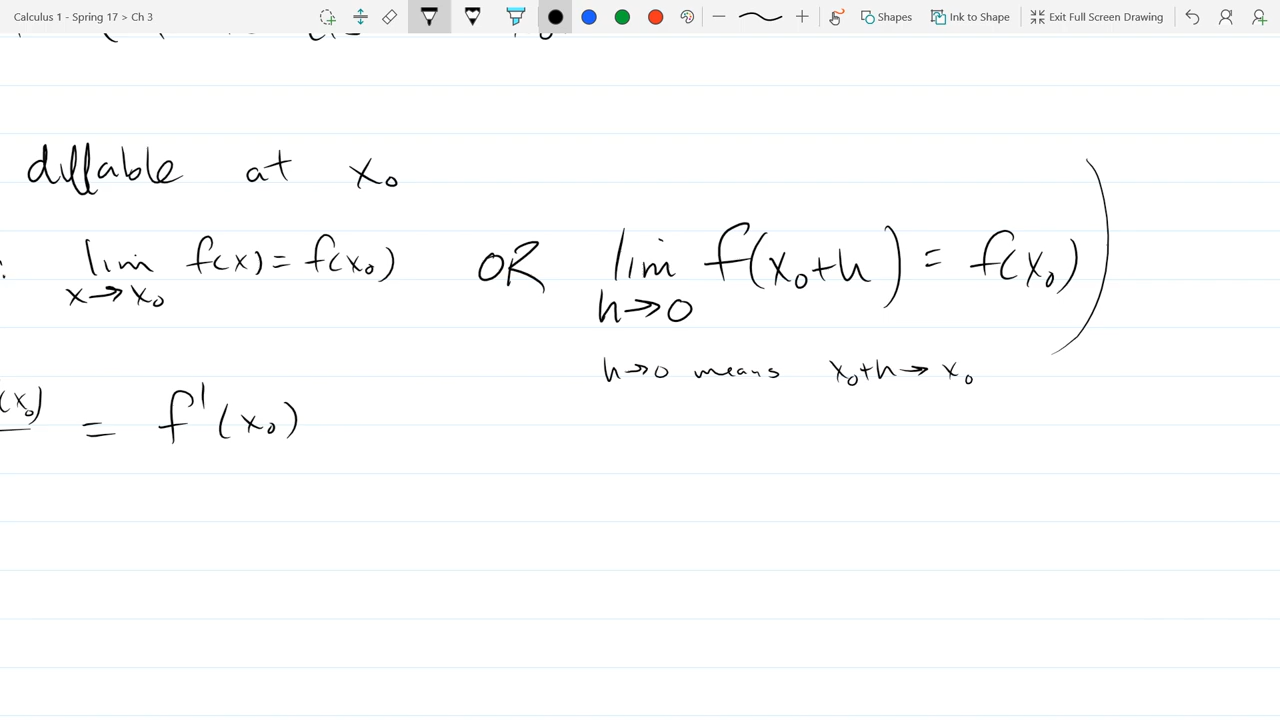 Calculus 1 - Spring 17 > Ch 3
Shapes
Ink to Shape
Exit Full Screen Drawing
diffable at x₀
: lim f(x) = f(x₀) OR lim f(x₀+h) = f(x₀) )
x→x₀ h→0
h→0 means x₀+h → x₀
(x₀) = f'(x₀)